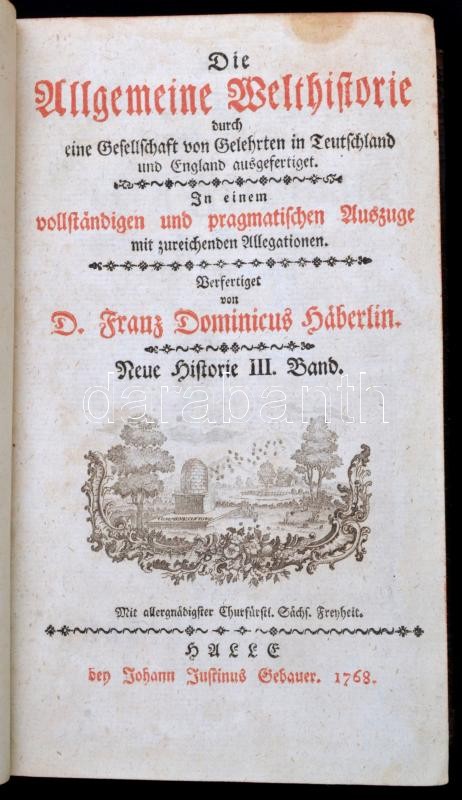 Die
Allgemeine Welthistorie
durch
eine Gesellschaft von Gelehrten in Teutschland
und England ausgefertiget.
In einem
vollständigen und pragmatischen Auszuge
mit zureichenden Allegationen.
Verfertiget
von
D. Franz Dominicus Häberlin.
Neue Historie III. Band.
darabanth
Mit allergnädigster Churfürstl. Sächs. Freyheit.
HALLE
bey Johann Justinus Gebauer. 1768.